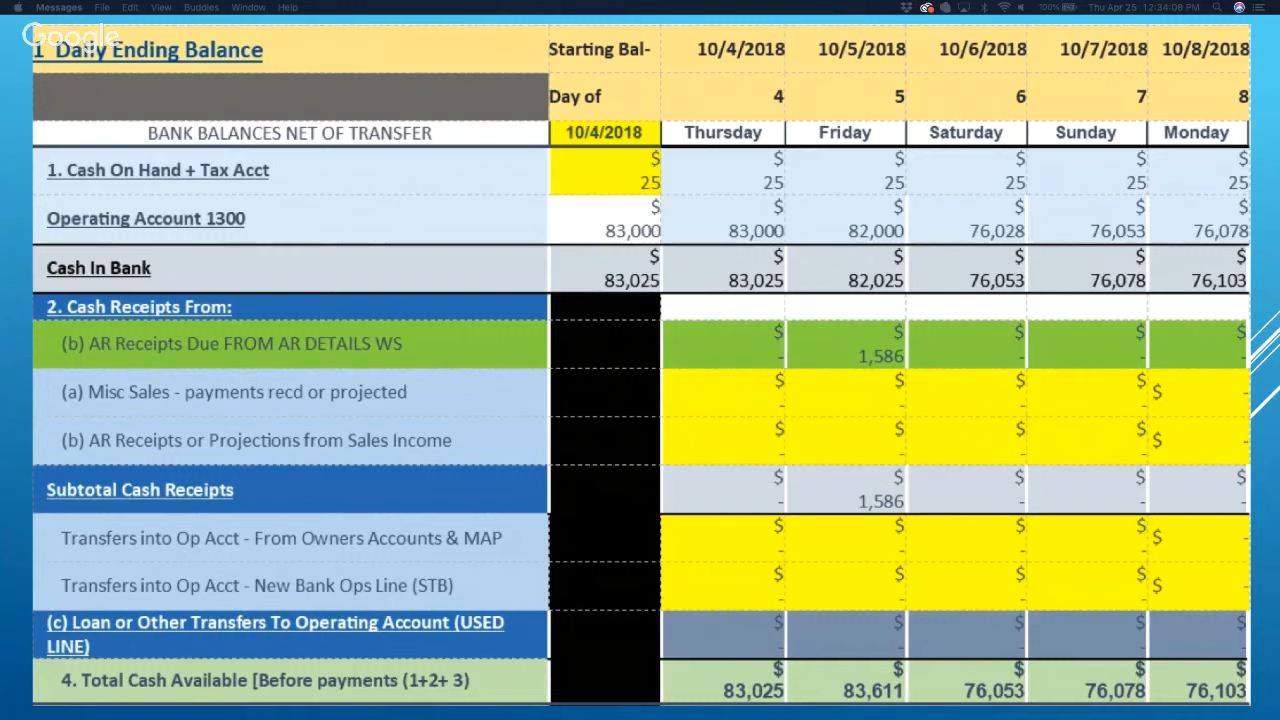 Messages File Edit View Buddies Window Help 100% Thu Apr 25 12:34:08 PM
Google
1 Daily Ending Balance Starting Bal- 10/4/2018 10/5/2018 10/6/2018 10/7/2018 10/8/2018
Day of 4 5 6 7 8
BANK BALANCES NET OF TRANSFER 10/4/2018 Thursday Friday Saturday Sunday Monday
1. Cash On Hand + Tax Acct $ 25 $ 25 $ 25 $ 25 $ 25 $ 25
Operating Account 1300 $ 83,000 $ 83,000 $ 82,000 $ 76,028 $ 76,053 $ 76,078
Cash In Bank $ 83,025 $ 83,025 $ 82,025 $ 76,053 $ 76,078 $ 76,103
2. Cash Receipts From:
(b) AR Receipts Due FROM AR DETAILS WS $ - $ 1,586 $ - $ - $ -
(a) Misc Sales - payments recd or projected $ - $ - $ - $ - $ -
(b) AR Receipts or Projections from Sales Income $ - $ - $ - $ - $ -
Subtotal Cash Receipts $ - $ 1,586 $ - $ - $ -
Transfers into Op Acct - From Owners Accounts & MAP $ - $ - $ - $ - $ -
Transfers into Op Acct - New Bank Ops Line (STB) $ - $ - $ - $ - $ -
(c) Loan or Other Transfers To Operating Account (USED $ - $ - $ - $ - $ -
LINE)
4. Total Cash Available [Before payments (1+2+ 3) $ 83,025 $ 83,611 $ 76,053 $ 76,078 $ 76,103